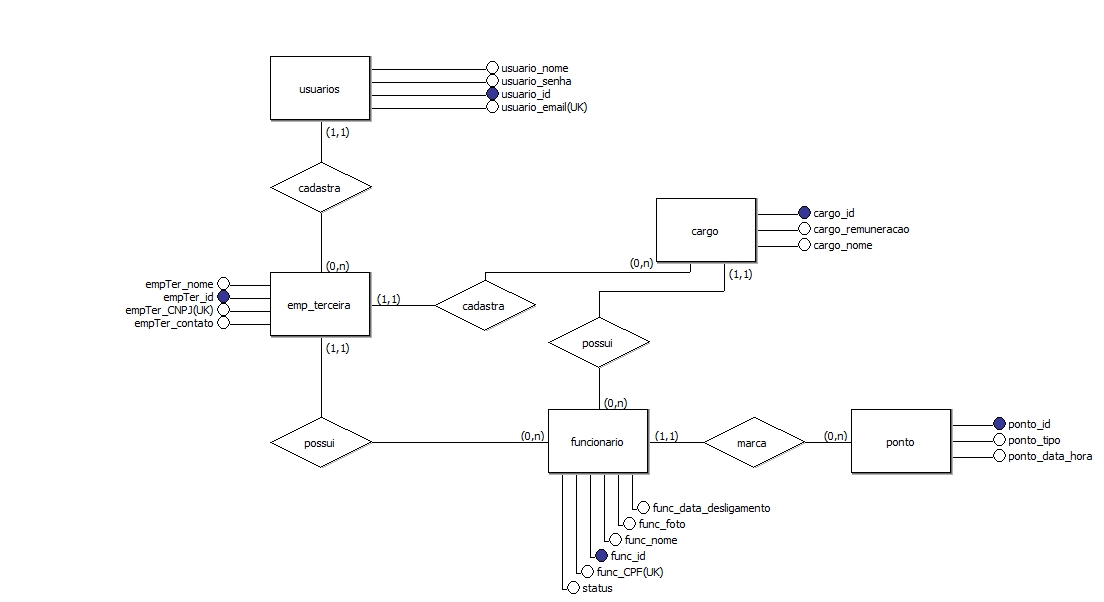 usuarios
usuario_nome
usuario_senha
usuario_id
usuario_email(UK)
(1,1)
cadastra
(0,n)
empTer_nome
empTer_id
empTer_CNPJ(UK)
empTer_contato
emp_terceira
(1,1)
cadastra
(0,n)
cargo
cargo_id
cargo_remuneracao
cargo_nome
(1,1)
possui
(0,n)
(1,1)
possui
(0,n)
funcionario
(1,1)
marca
(0,n)
ponto
ponto_id
ponto_tipo
ponto_data_hora
func_data_desligamento
func_foto
func_nome
func_id
func_CPF(UK)
status